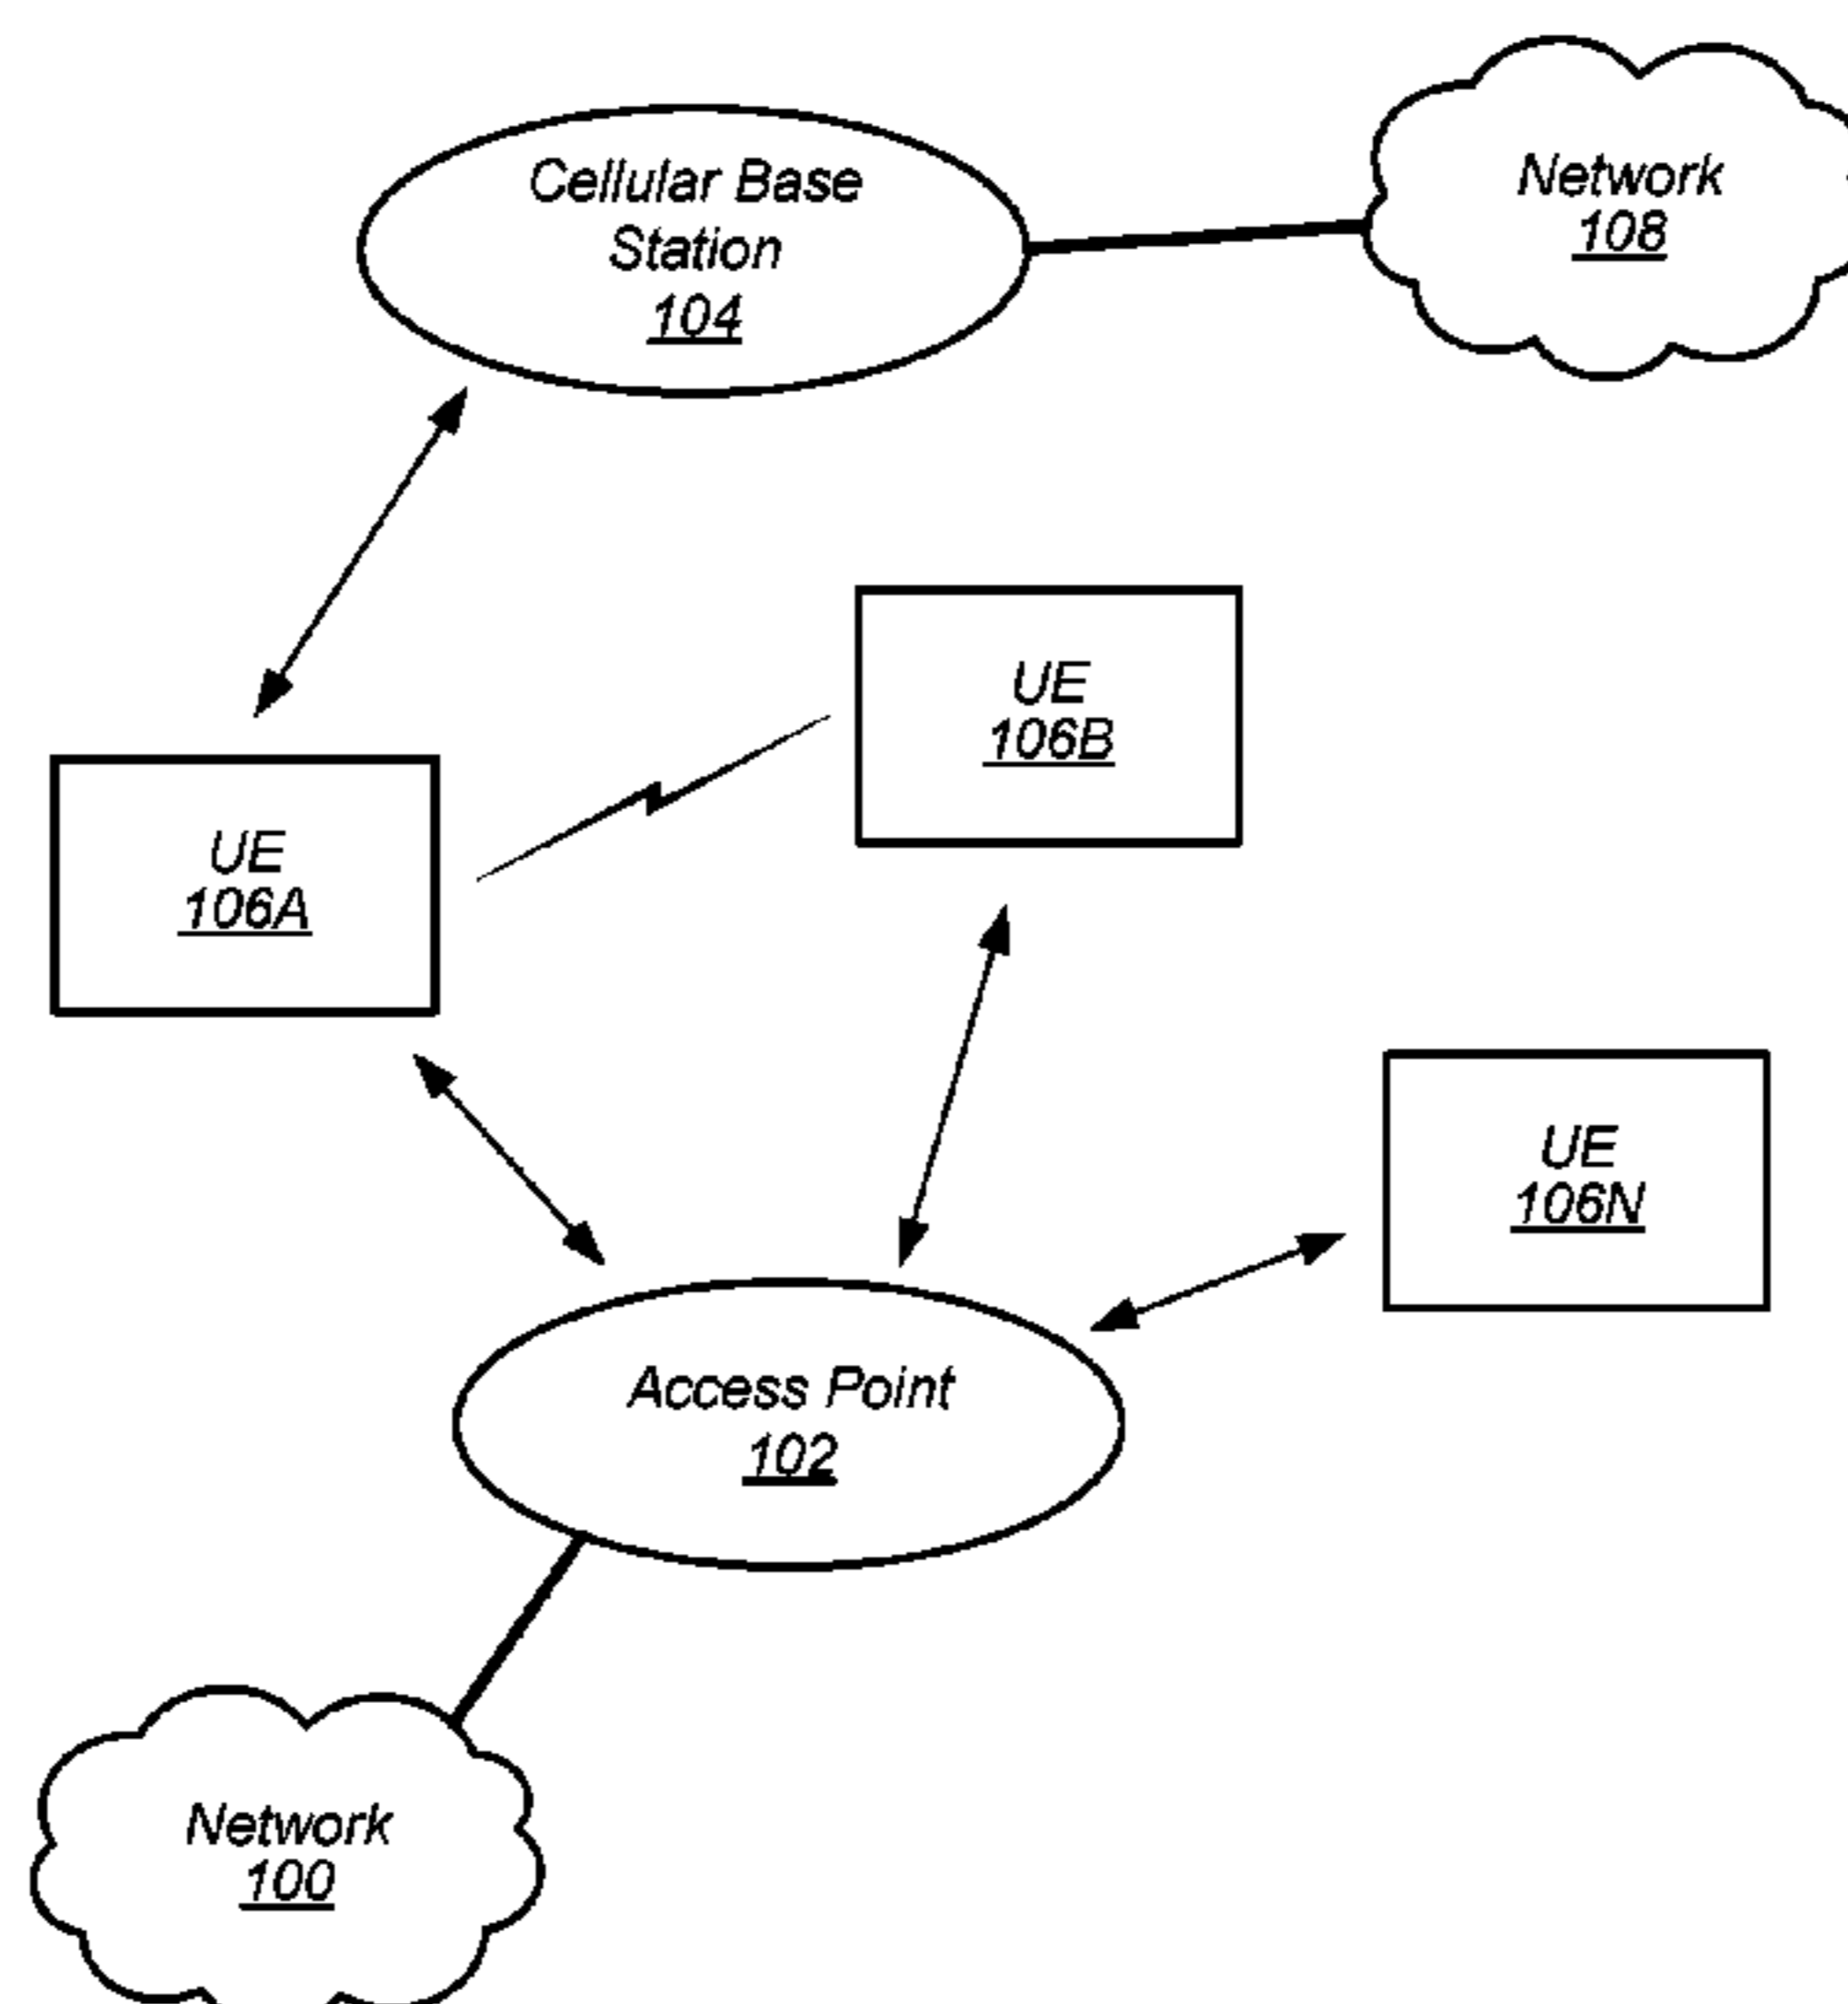 Cellular Base
Station
104
Network
108
UE
106B
UE
106A
UE
106N
Access Point
102
Network
100